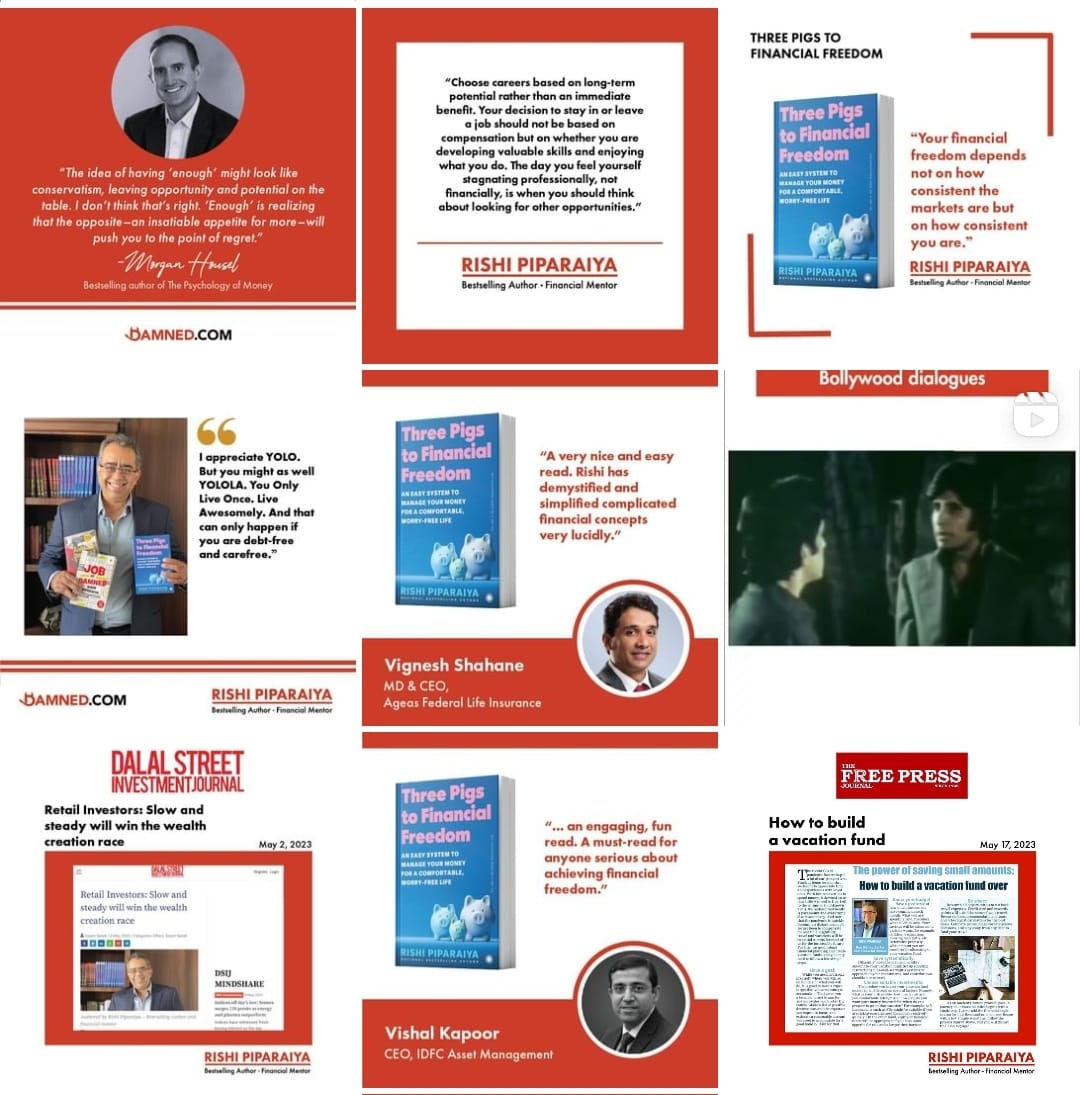 “The idea of having ‘enough’ might look like
conservatism, leaving opportunity and potential on the
table. I don’t think that’s right. ‘Enough’ is realizing
that the opposite—an insatiable appetite for more—will
push you to the point of regret.”
-Morgan Housel
Bestselling author of The Psychology of Money
DAMNED.COM
“Choose careers based on long-term
potential rather than an immediate
benefit. Your decision to stay in or leave
a job should not be based on
compensation but on whether you are
developing valuable skills and enjoying
what you do. The day you feel yourself
stagnating professionally, not
financially, is when you should think
about looking for other opportunities.”
RISHI PIPARAIYA
Bestselling Author • Financial Mentor
THREE PIGS TO
FINANCIAL FREEDOM
Three Pigs
to Financial
Freedom
AN EASY SYSTEM TO
MANAGE YOUR MONEY
FOR A COMFORTABLE,
WORRY-FREE LIFE
RISHI PIPARAIYA
NATIONAL BESTSELLING AUTHOR
“Your financial
freedom depends
not on how
consistent the
markets are but
on how consistent
you are.”
RISHI PIPARAIYA
Bestselling Author • Financial Mentor
I appreciate YOLO.
But you might as well
YOLOLA. You Only
Live Once. Live
Awesomely. And that
can only happen if
you are debt-free
and carefree.”
JOB
DAMNED
Three Pigs
to Financial
Freedom
DAMNED.COM
RISHI PIPARAIYA
Bestselling Author • Financial Mentor
Three Pigs
to Financial
Freedom
AN EASY SYSTEM TO
MANAGE YOUR MONEY
FOR A COMFORTABLE,
WORRY-FREE LIFE
RISHI PIPARAIYA
NATIONAL BESTSELLING AUTHOR
“A very nice and easy
read. Rishi has
demystified and
simplified complicated
financial concepts
very lucidly.”
Vignesh Shahane
MD & CEO,
Ageas Federal Life Insurance
Bollywood dialogues
DALAL STREET
INVESTMENT JOURNAL
Retail Investors: Slow and
steady will win the wealth
creation race
May 2, 2023
DALAL STREET
INVESTMENT JOURNAL
Register Login
Retail Investors: Slow and
steady will win the wealth
creation race
DSIJ
MINDSHARE
RISHI PIPARAIYA
Bestselling Author • Financial Mentor
Three Pigs
to Financial
Freedom
AN EASY SYSTEM TO
MANAGE YOUR MONEY
FOR A COMFORTABLE,
WORRY-FREE LIFE
RISHI PIPARAIYA
NATIONAL BESTSELLING AUTHOR
“... an engaging, fun
read. A must-read for
anyone serious about
achieving financial
freedom.”
Vishal Kapoor
CEO, IDFC Asset Management
THE
FREE PRESS
JOURNAL
How to build
a vacation fund
May 17, 2023
The power of saving small amounts:
How to build a vacation fund over
RISHI PIPARAIYA
Bestselling Author • Financial Mentor